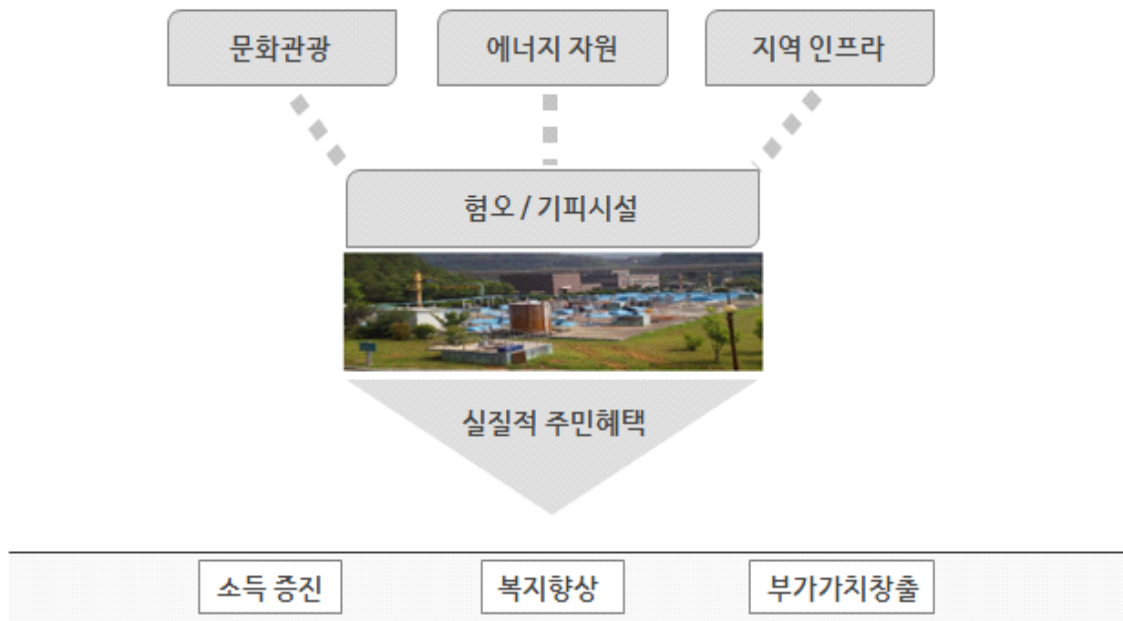 문화관광
에너지 자원
지역 인프라
혐오 / 기피시설
실질적 주민혜택
소득 증진
복지향상
부가가치창출